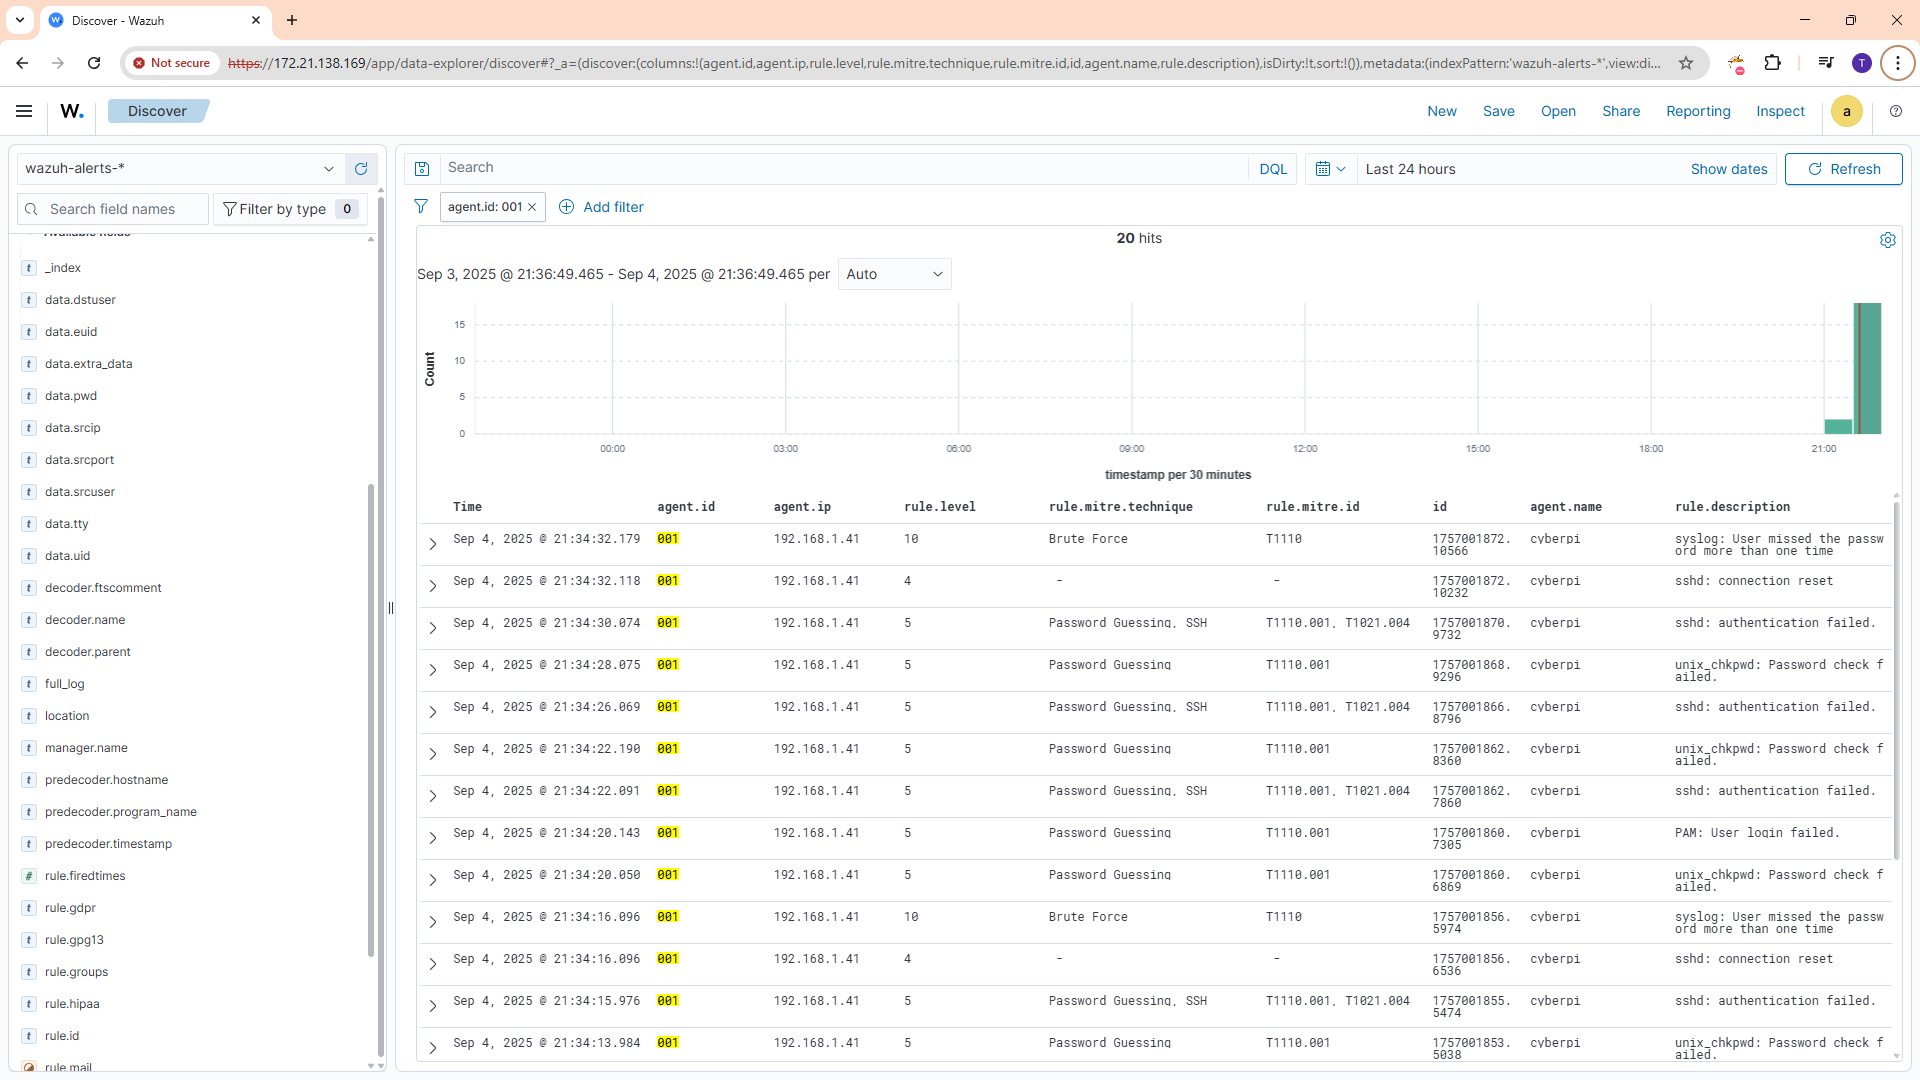 Discover - Wazuh
Not secure https://172.21.138.169/app/data-explorer/discover#?_a=(discover:(columns:!(agent.id,agent.ip,rule.level,rule.mitre.technique,rule.mitre.id,id,agent.name,rule.description),isDirty:!t,sort:!()),metadata:(indexPattern:'wazuh-alerts-*',view:di... T
W. Discover New Save Open Share Reporting Inspect a
wazuh-alerts-*
Search DQL Last 24 hours Show dates Refresh
Search field names Filter by type 0
agent.id: 001 Add filter
Available fields
_index
data.dstuser
data.euid
data.extra_data
data.pwd
data.srcip
data.srcport
data.srcuser
data.tty
data.uid
decoder.ftscomment
decoder.name
decoder.parent
full_log
location
manager.name
predecoder.hostname
predecoder.program_name
predecoder.timestamp
rule.firedtimes
rule.gdpr
rule.gpg13
rule.groups
rule.hipaa
rule.id
rule.mail
20 hits
Sep 3, 2025 @ 21:36:49.465 - Sep 4, 2025 @ 21:36:49.465 per Auto
Count
15
10
5
0
00:00 03:00 06:00 09:00 12:00 15:00 18:00 21:00
timestamp per 30 minutes
Time agent.id agent.ip rule.level rule.mitre.technique rule.mitre.id id agent.name rule.description
Sep 4, 2025 @ 21:34:32.179 001 192.168.1.41 10 Brute Force T1110 1757001872. cyberpi syslog: User missed the passw
10566 ord more than one time
Sep 4, 2025 @ 21:34:32.118 001 192.168.1.41 4 - - 1757001872. cyberpi sshd: connection reset
10232
Sep 4, 2025 @ 21:34:30.074 001 192.168.1.41 5 Password Guessing, SSH T1110.001, T1021.004 1757001870. cyberpi sshd: authentication failed.
9732
Sep 4, 2025 @ 21:34:28.075 001 192.168.1.41 5 Password Guessing T1110.001 1757001868. cyberpi unix_chkpwd: Password check f
9296 ailed.
Sep 4, 2025 @ 21:34:26.069 001 192.168.1.41 5 Password Guessing, SSH T1110.001, T1021.004 1757001866. cyberpi sshd: authentication failed.
8796
Sep 4, 2025 @ 21:34:22.190 001 192.168.1.41 5 Password Guessing T1110.001 1757001862. cyberpi unix_chkpwd: Password check f
8360 ailed.
Sep 4, 2025 @ 21:34:22.091 001 192.168.1.41 5 Password Guessing, SSH T1110.001, T1021.004 1757001862. cyberpi sshd: authentication failed.
7860
Sep 4, 2025 @ 21:34:20.143 001 192.168.1.41 5 Password Guessing T1110.001 1757001860. cyberpi PAM: User login failed.
7305
Sep 4, 2025 @ 21:34:20.050 001 192.168.1.41 5 Password Guessing T1110.001 1757001860. cyberpi unix_chkpwd: Password check f
6869 ailed.
Sep 4, 2025 @ 21:34:16.096 001 192.168.1.41 10 Brute Force T1110 1757001856. cyberpi syslog: User missed the passw
5974 ord more than one time
Sep 4, 2025 @ 21:34:16.096 001 192.168.1.41 4 - - 1757001856. cyberpi sshd: connection reset
6536
Sep 4, 2025 @ 21:34:15.976 001 192.168.1.41 5 Password Guessing, SSH T1110.001, T1021.004 1757001855. cyberpi sshd: authentication failed.
5474
Sep 4, 2025 @ 21:34:13.984 001 192.168.1.41 5 Password Guessing T1110.001 1757001853. cyberpi unix_chkpwd: Password check f
5038 ailed.